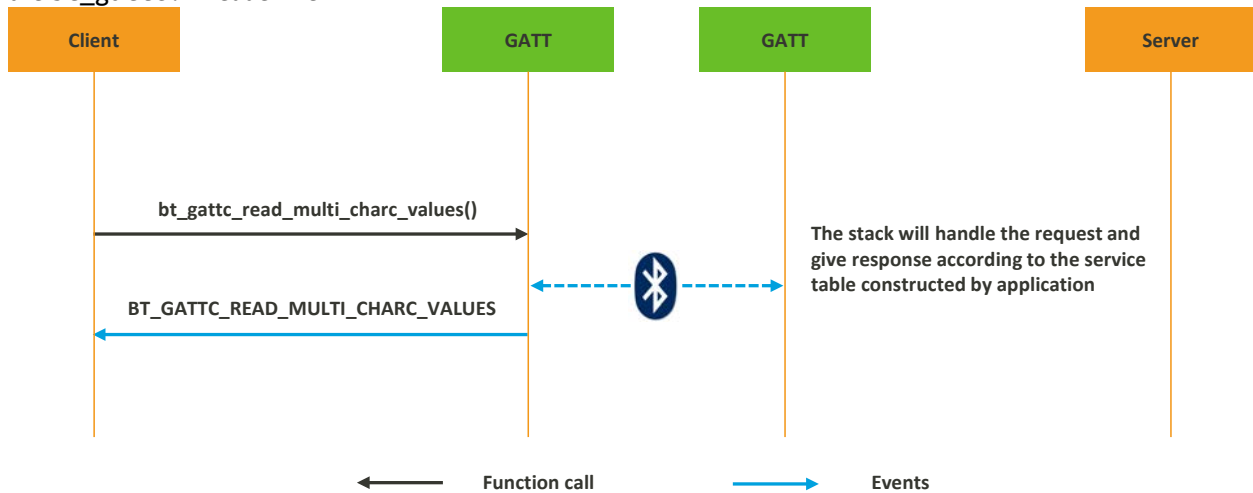 Client
GATT
GATT
Server
bt_gattc_read_multi_charc_values()
The stack will handle the request and
give response according to the service
table constructed by application
BT_GATTC_READ_MULTI_CHARC_VALUES
Function call
Events